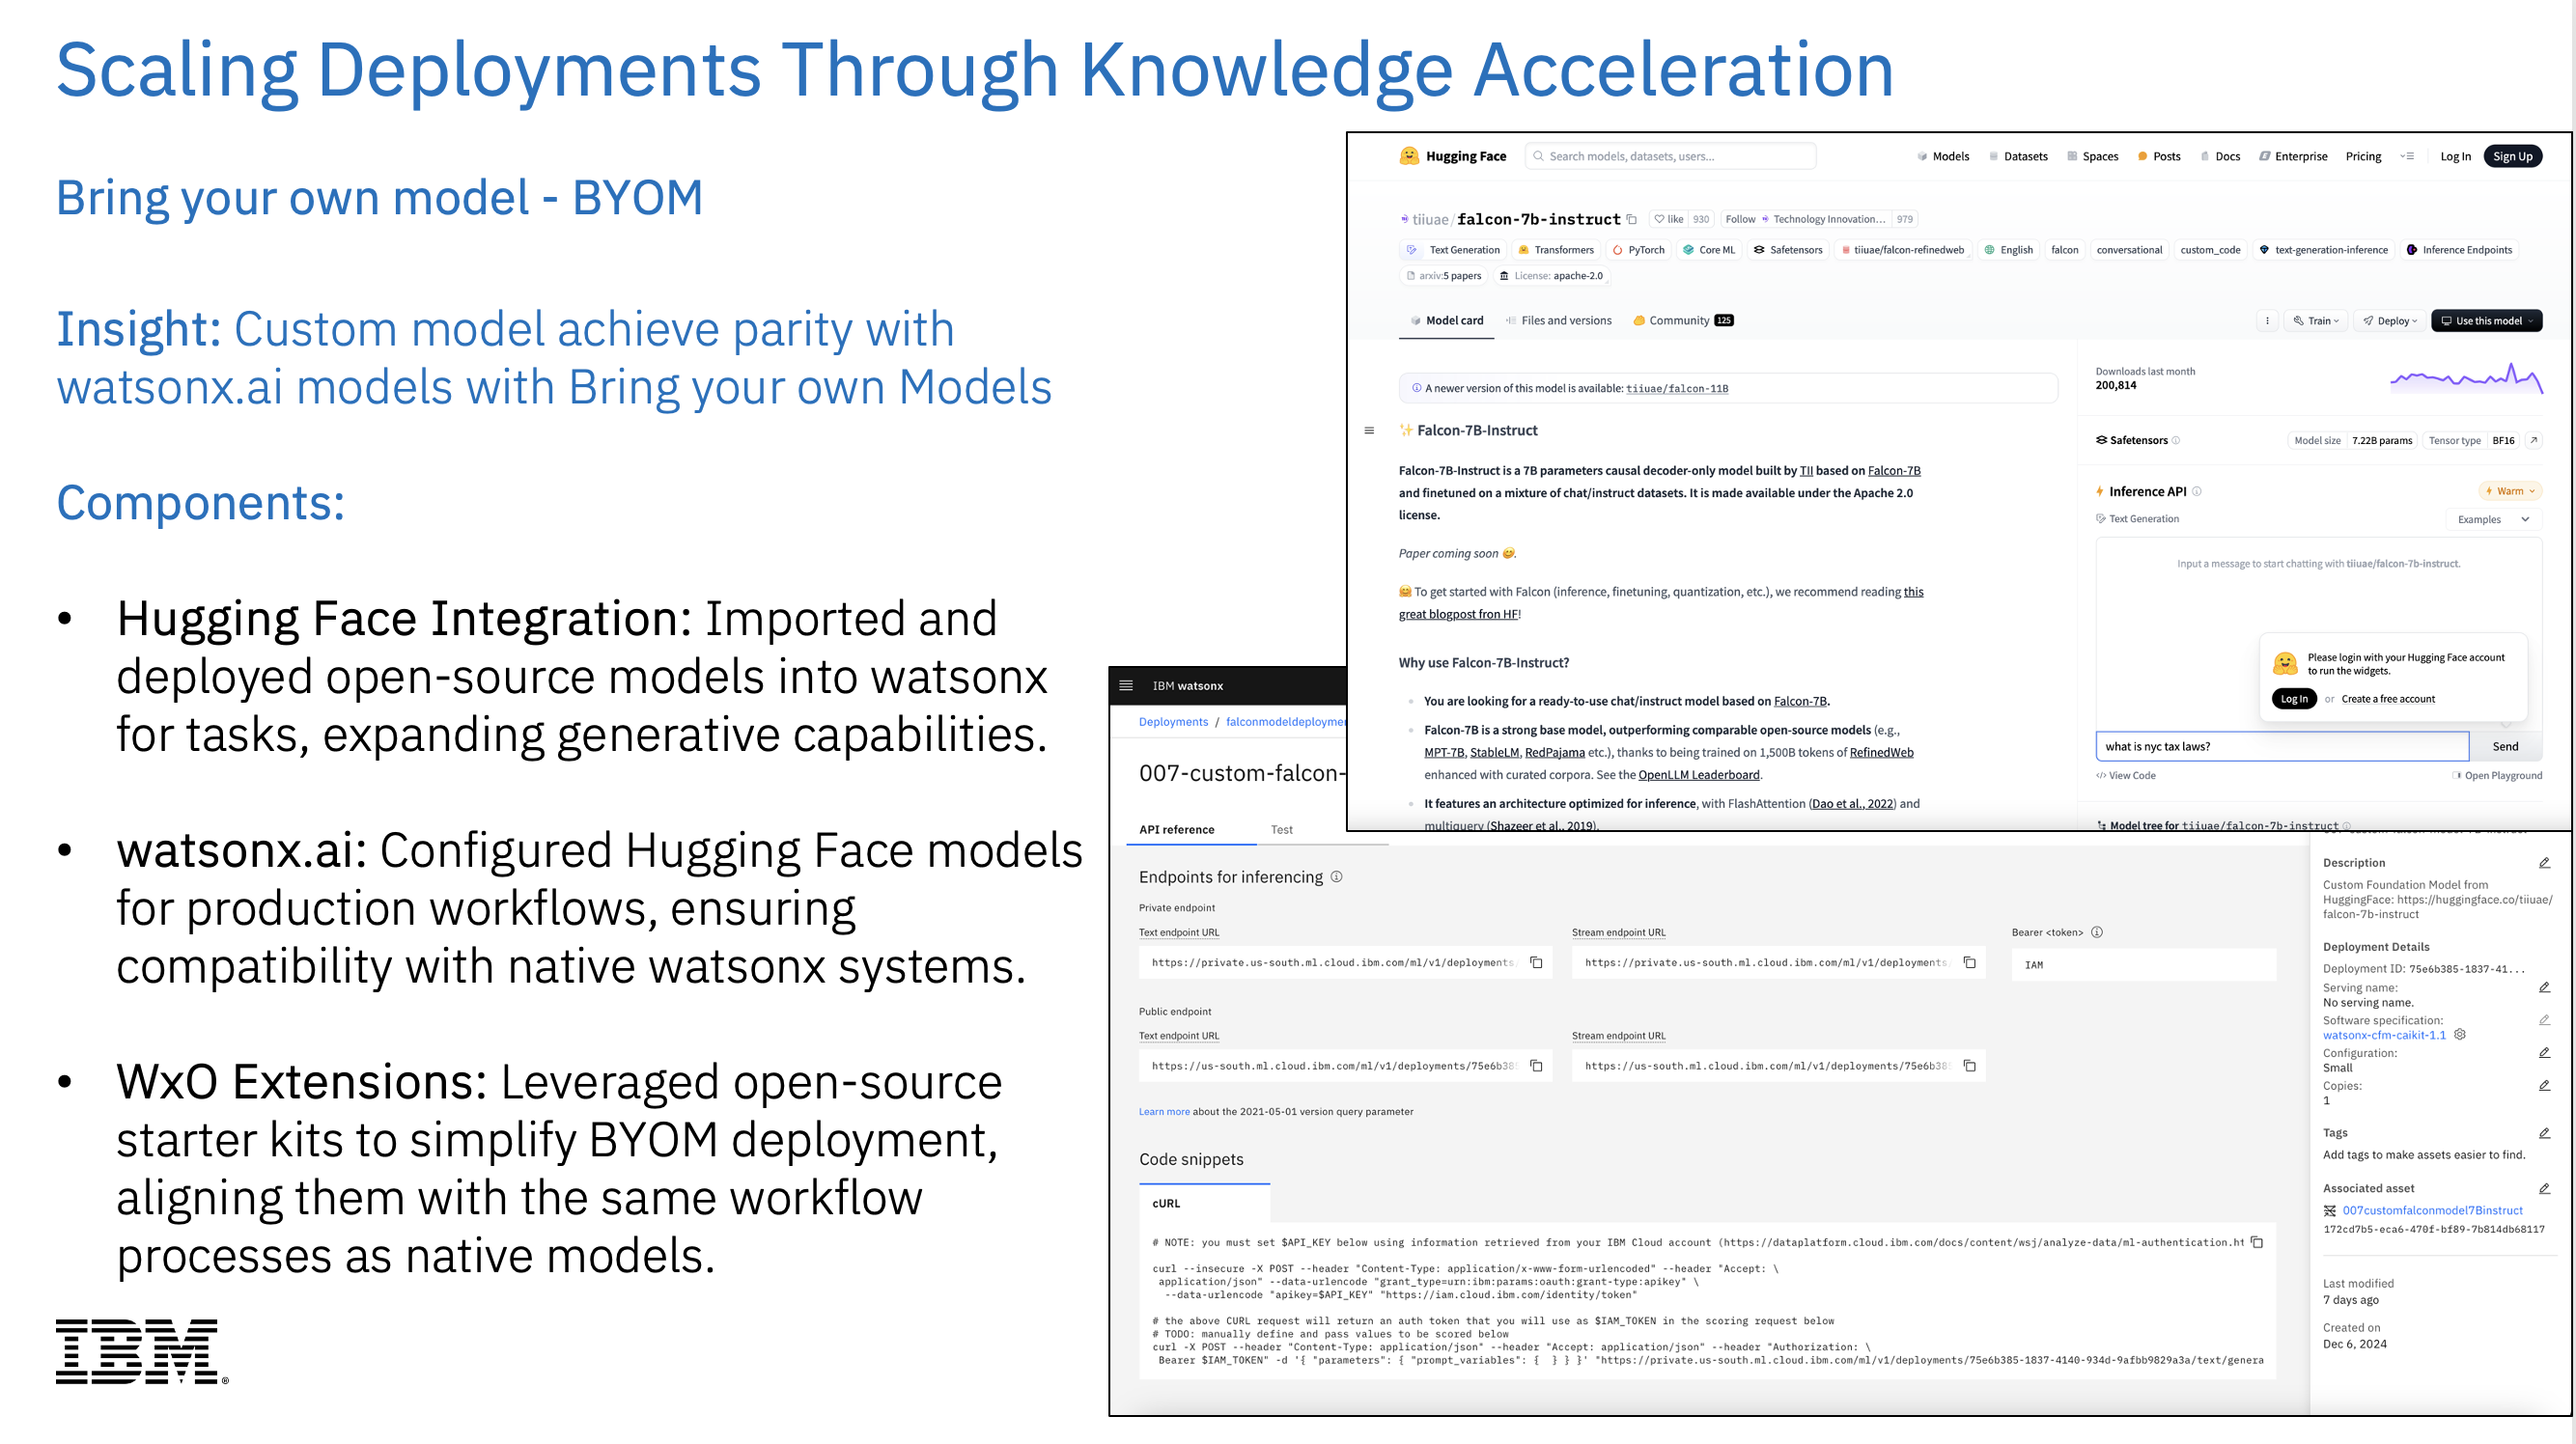 Scaling Deployments Through Knowledge Acceleration
Bring your own model - BYOM
Insight: Custom model achieve parity with
watsonx.ai models with Bring your own Models
Components:
• Hugging Face Integration: Imported and
deployed open-source models into watsonx
for tasks, expanding generative capabilities.
• watsonx.ai: Configured Hugging Face models
for production workflows, ensuring
compatibility with native watsonx systems.
• WxO Extensions: Leveraged open-source
starter kits to simplify BYOM deployment,
aligning them with the same workflow
processes as native models.
IBM®
Hugging Face
Search models, datasets, users...
Models Datasets Spaces Posts Docs Enterprise Pricing Log In Sign Up
tiiuae/falcon-7b-instruct like 930 Follow Technology Innovation... 979
Text Generation Transformers PyTorch Core ML Safetensors tiiuae/falcon-refinedweb English falcon conversational custom_code text-generation-inference Inference Endpoints
arxiv:5 papers License: apache-2.0
Model card Files and versions Community 125 Train Deploy Use this model
A newer version of this model is available: tiiuae/falcon-11B
✨ Falcon-7B-Instruct
Falcon-7B-Instruct is a 7B parameters causal decoder-only model built by TII based on Falcon-7B
and finetuned on a mixture of chat/instruct datasets. It is made available under the Apache 2.0
license.
Paper coming soon 😊.
🤗 To get started with Falcon (inference, finetuning, quantization, etc.), we recommend reading this
great blogpost fron HF!
Why use Falcon-7B-Instruct?
You are looking for a ready-to-use chat/instruct model based on Falcon-7B.
Falcon-7B is a strong base model, outperforming comparable open-source models (e.g.,
MPT-7B, StableLM, RedPajama etc.), thanks to being trained on 1,500B tokens of RefinedWeb
enhanced with curated corpora. See the OpenLLM Leaderboard.
It features an architecture optimized for inference, with FlashAttention (Dao et al., 2022) and
multiquery (Shazeer et al., 2019).
Downloads last month
200,814
Safetensors Model size 7.22B params Tensor type BF16
Inference API Warm
Text Generation Examples
Input a message to start chatting with tiiuae/falcon-7b-instruct.
Please login with your Hugging Face account
to run the widgets.
Log In or Create a free account
what is nyc tax laws? Send
View Code Open Playground
Model tree for tiiuae/falcon-7b-instruct
IBM watsonx
Deployments / falconmodeldeploymen
007-custom-falcon-
API reference Test
Endpoints for inferencing
Private endpoint
Text endpoint URL Stream endpoint URL Bearer <token>
https://private.us-south.ml.cloud.ibm.com/ml/v1/deployments/ https://private.us-south.ml.cloud.ibm.com/ml/v1/deployments/ IAM
Public endpoint
Text endpoint URL Stream endpoint URL
https://us-south.ml.cloud.ibm.com/ml/v1/deployments/75e6b38 https://us-south.ml.cloud.ibm.com/ml/v1/deployments/75e6b38
Learn more about the 2021-05-01 version query parameter
Code snippets
cURL
# NOTE: you must set $API_KEY below using information retrieved from your IBM Cloud account (https://dataplatform.cloud.ibm.com/docs/content/wsj/analyze-data/ml-authentication.ht
curl --insecure -X POST --header "Content-Type: application/x-www-form-urlencoded" --header "Accept: \
application/json" --data-urlencode "grant_type=urn:ibm:params:oauth:grant-type:apikey" \
--data-urlencode "apikey=$API_KEY" "https://iam.cloud.ibm.com/identity/token"
# the above CURL request will return an auth token that you will use as $IAM_TOKEN in the scoring request below
# TODO: manually define and pass values to be scored below
curl -X POST --header "Content-Type: application/json" --header "Accept: application/json" --header "Authorization: \
Bearer $IAM_TOKEN" -d '{ "parameters": { "prompt_variables": { } } }' "https://private.us-south.ml.cloud.ibm.com/ml/v1/deployments/75e6b385-1837-4140-934d-9afbb9829a3a/text/genera
Description
Custom Foundation Model from
HuggingFace: https://huggingface.co/tiiuae/
falcon-7b-instruct
Deployment Details
Deployment ID: 75e6b385-1837-41...
Serving name:
No serving name.
Software specification:
watsonx-cfm-caikit-1.1
Configuration:
Small
Copies:
1
Tags
Add tags to make assets easier to find.
Associated asset
007customfalconmodel7Binstruct
172cd7b5-eca6-470f-bf89-7b814db68117
Last modified
7 days ago
Created on
Dec 6, 2024